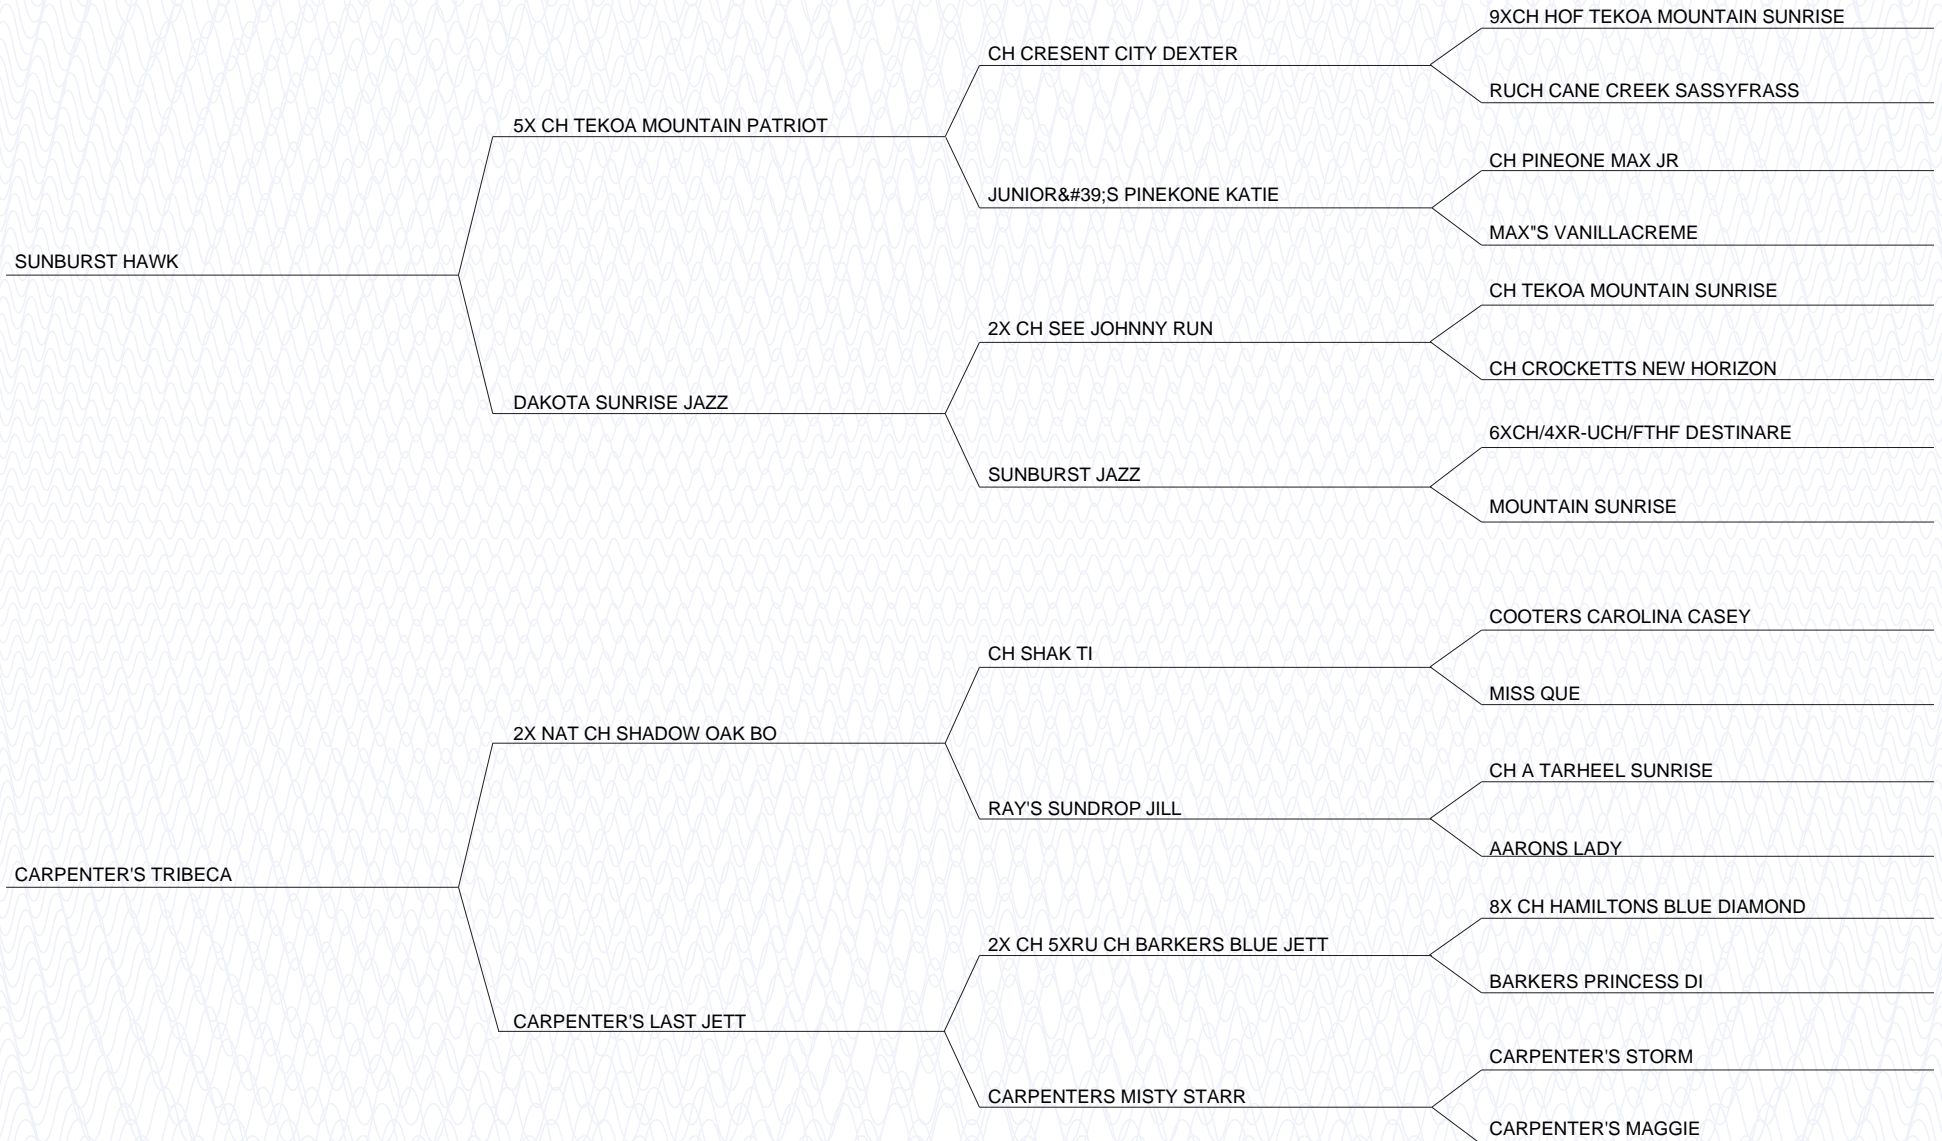 9XCH HOF TEKOA MOUNTAIN SUNRISE
CH CRESENT CITY DEXTER
RUCH CANE CREEK SASSYFRASS
5X CH TEKOA MOUNTAIN PATRIOT
CH PINEONE MAX JR
JUNIOR&#39;S PINEKONE KATIE
MAX"S VANILLACREME
SUNBURST HAWK
CH TEKOA MOUNTAIN SUNRISE
2X CH SEE JOHNNY RUN
CH CROCKETTS NEW HORIZON
DAKOTA SUNRISE JAZZ
6XCH/4XR-UCH/FTHF DESTINARE
SUNBURST JAZZ
MOUNTAIN SUNRISE
COOTERS CAROLINA CASEY
CH SHAK TI
MISS QUE
2X NAT CH SHADOW OAK BO
CH A TARHEEL SUNRISE
RAY'S SUNDROP JILL
AARONS LADY
CARPENTER'S TRIBECA
8X CH HAMILTONS BLUE DIAMOND
2X CH 5XRU CH BARKERS BLUE JETT
BARKERS PRINCESS DI
CARPENTER'S LAST JETT
CARPENTER'S STORM
CARPENTERS MISTY STARR
CARPENTER'S MAGGIE